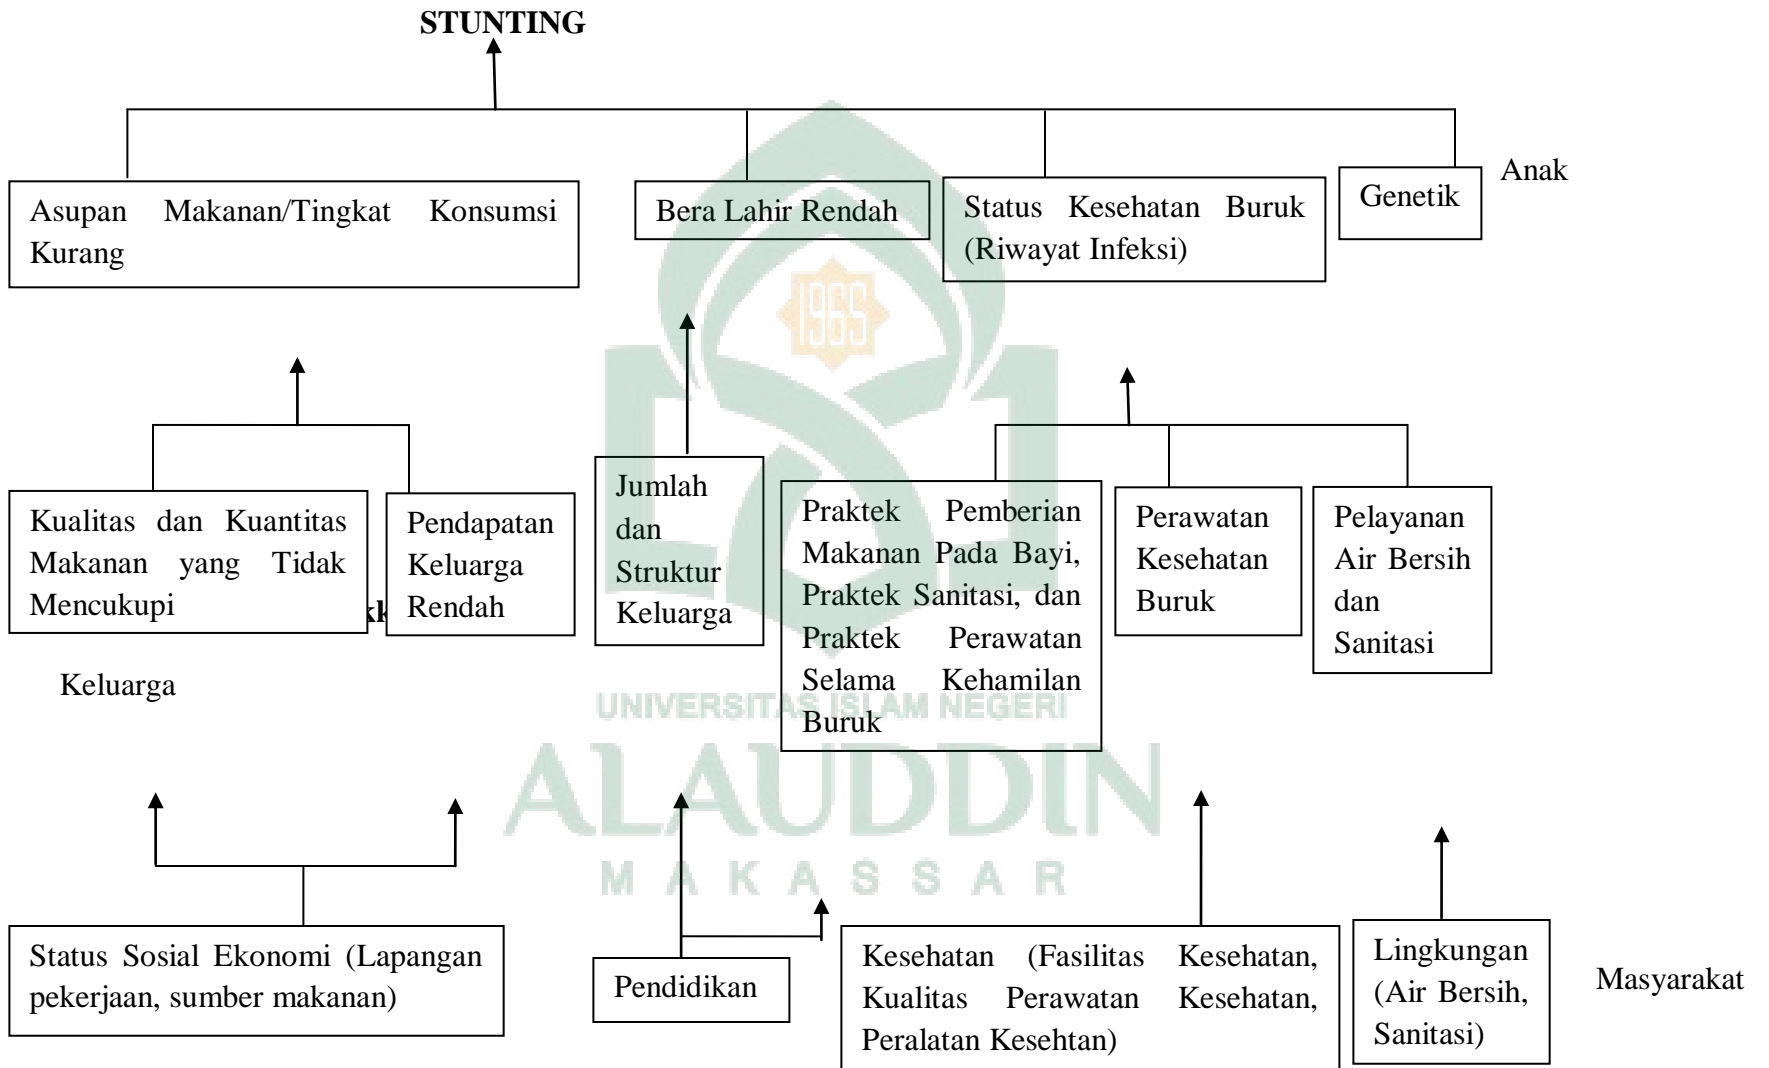 STUNTING
Anak
Asupan Makanan/Tingkat Konsumsi
Kurang
Bera Lahir Rendah
Status Kesehatan Buruk
(Riwayat Infeksi)
Genetik
1965
Kualitas dan Kuantitas
Makanan yang Tidak
Mencukupi
Pendapatan
Keluarga
Rendah
Jumlah
dan
Struktur
Keluarga
Praktek Pemberian
Makanan Pada Bayi,
Praktek Sanitasi, dan
Praktek Perawatan
Selama Kehamilan
Buruk
Perawatan
Kesehatan
Buruk
Pelayanan
Air Bersih
dan
Sanitasi
Keluarga
UNIVERSITAS ISLAM NEGERI
ALAUDDIN
MAKASSAR
Status Sosial Ekonomi (Lapangan
pekerjaan, sumber makanan)
Pendidikan
Kesehatan (Fasilitas Kesehatan,
Kualitas Perawatan Kesehatan,
Peralatan Kesehtan)
Lingkungan
(Air Bersih,
Sanitasi)
Masyarakat